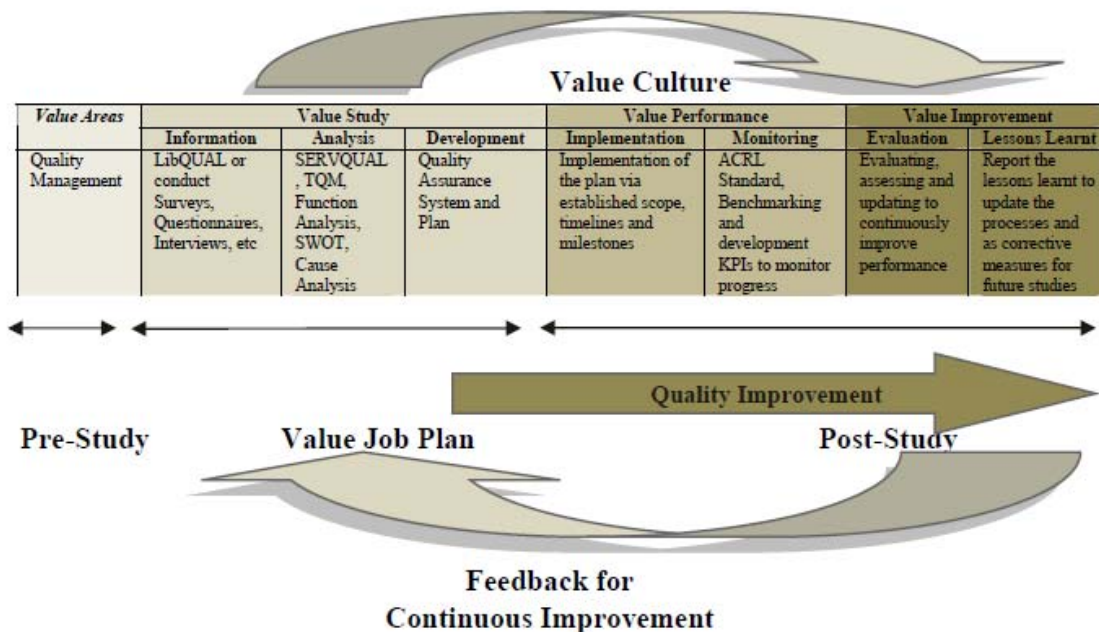 Value Culture
Value Areas Value Study Value Performance Value Improvement
Information Analysis Development Implementation Monitoring Evaluation Lessons Learnt
Quality
Management
LibQUAL or
conduct
Surveys,
Questionnaires,
Interviews, etc
SERVQUAL
, TQM,
Function
Analysis,
SWOT,
Cause
Analysis
Quality
Assurance
System and
Plan
Implementation of
the plan via
established scope,
timelines and
milestones
ACRL
Standard,
Benchmarking
and
development
KPIs to monitor
progress
Evaluating,
assessing and
updating to
continuously
improve
performance
Report the
lessons learnt to
update the
processes and
as corrective
measures for
future studies
Quality Improvement
Pre-Study Value Job Plan Post-Study
Feedback for
Continuous Improvement